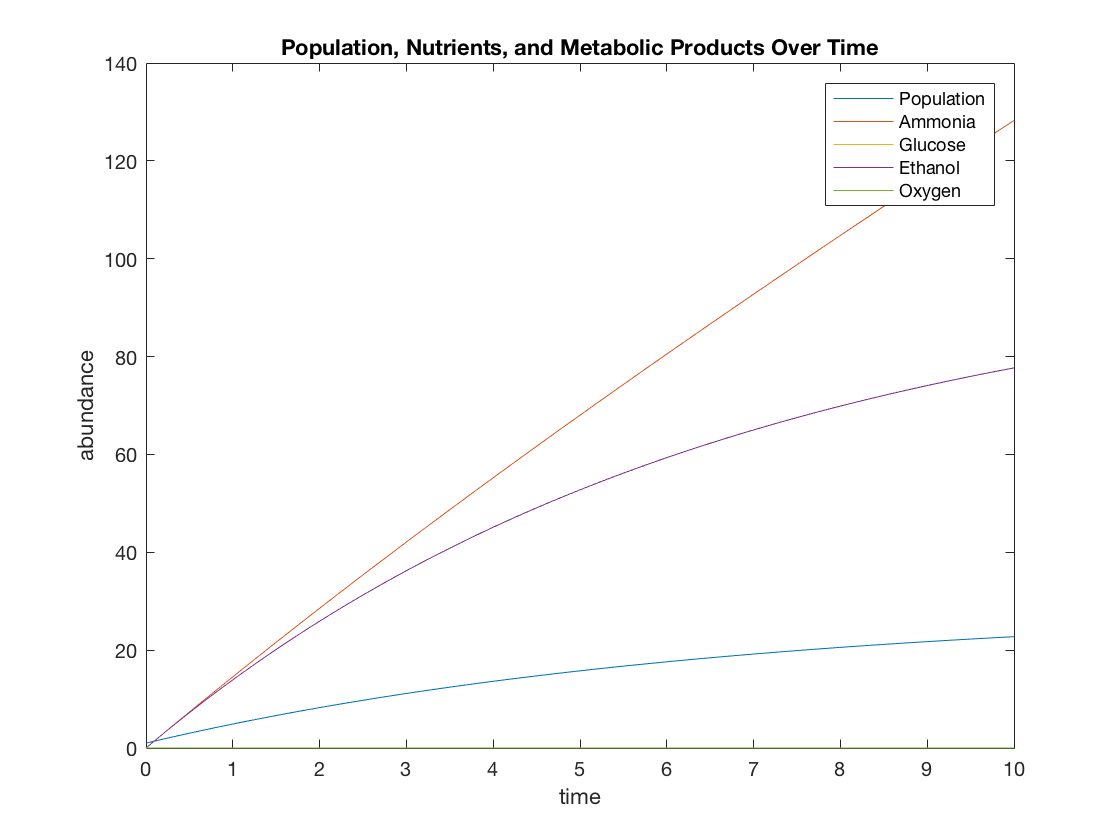 Population, Nutrients, and Metabolic Products Over Time
140
120
100
80
60
40
20
0
abundance
Population
Ammonia
Glucose
Ethanol
Oxygen
0 1 2 3 4 5 6 7 8 9 10
time